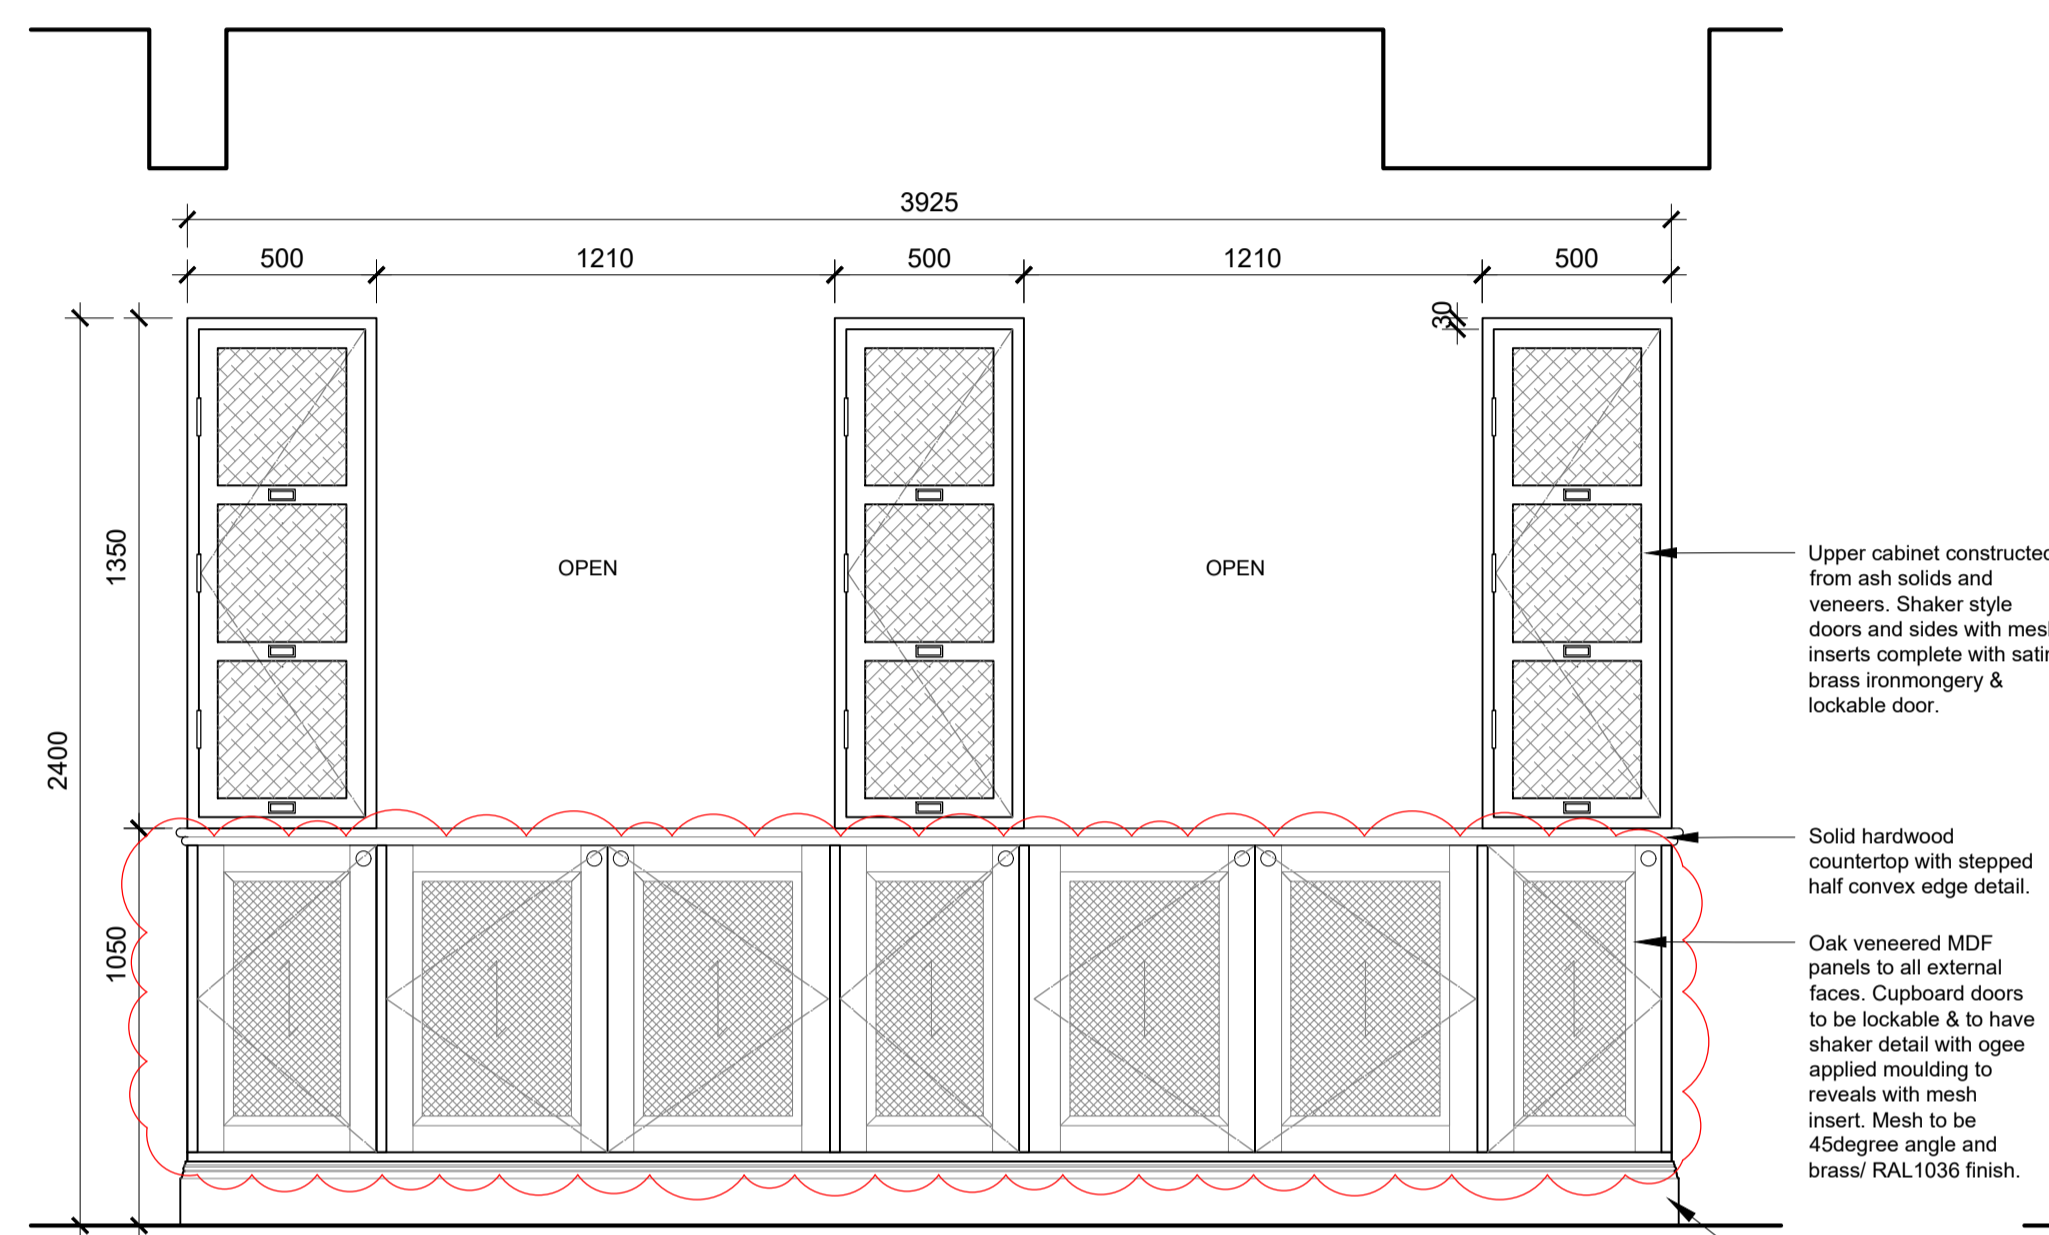 3925
500
1210
500
1210
500
30
1350
2400
1050
OPEN
OPEN
Upper cabinet constructed
from ash solids and
veneers. Shaker style
doors and sides with mesh
inserts complete with satin
brass ironmongery &
lockable door.
Solid hardwood
countertop with stepped
half convex edge detail.
Oak veneered MDF
panels to all external
faces. Cupboard doors
to be lockable & to have
shaker detail with ogee
applied moulding to
reveals with mesh
insert. Mesh to be
45degree angle and
brass/ RAL1036 finish.